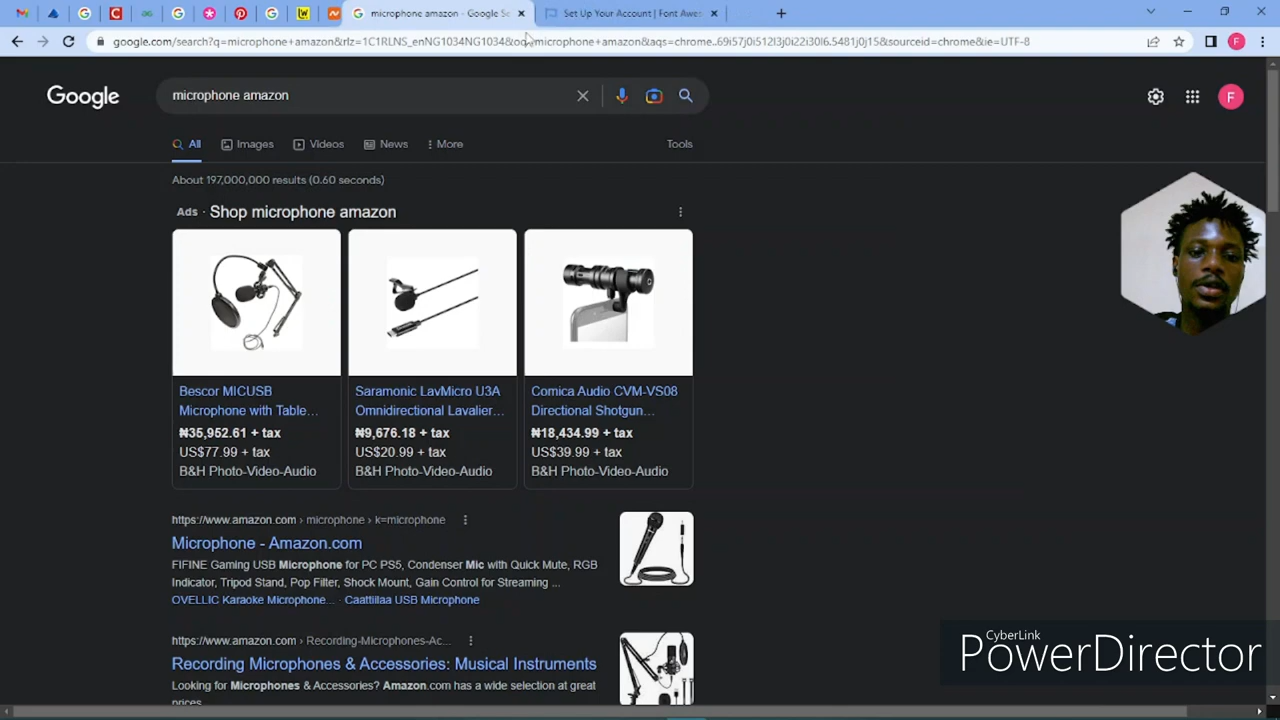 microphone amazon - Google Se
Set Up Your Account | Font Awes
google.com/search?q=microphone+amazon&rlz=1C1RLNS_enNG1034NG1034&oq=microphone+amazon&aqs=chrome..69i57j0i512l3j0i22i30l6.5481j0j15&sourceid=chrome&ie=UTF-8
F
Google
microphone amazon
F
All
Images
Videos
News
More
Tools
About 197,000,000 results (0.60 seconds)
Ads · Shop microphone amazon
Bescor MICUSB
Microphone with Table...
₦35,952.61 + tax
US$77.99 + tax
B&H Photo-Video-Audio
Saramonic LavMicro U3A
Omnidirectional Lavalier...
₦9,676.18 + tax
US$20.99 + tax
B&H Photo-Video-Audio
Comica Audio CVM-VS08
Directional Shotgun...
₦18,434.99 + tax
US$39.99 + tax
B&H Photo-Video-Audio
https://www.amazon.com › microphone › k=microphone
Microphone - Amazon.com
FIFINE Gaming USB Microphone for PC PS5, Condenser Mic with Quick Mute, RGB
Indicator, Tripod Stand, Pop Filter, Shock Mount, Gain Control for Streaming ...
OVELLIC Karaoke Microphone... · Caattiilaa USB Microphone
https://www.amazon.com › Recording-Microphones-Ac...
Recording Microphones & Accessories: Musical Instruments
Looking for Microphones & Accessories? Amazon.com has a wide selection at great
prices
CyberLink
PowerDirector